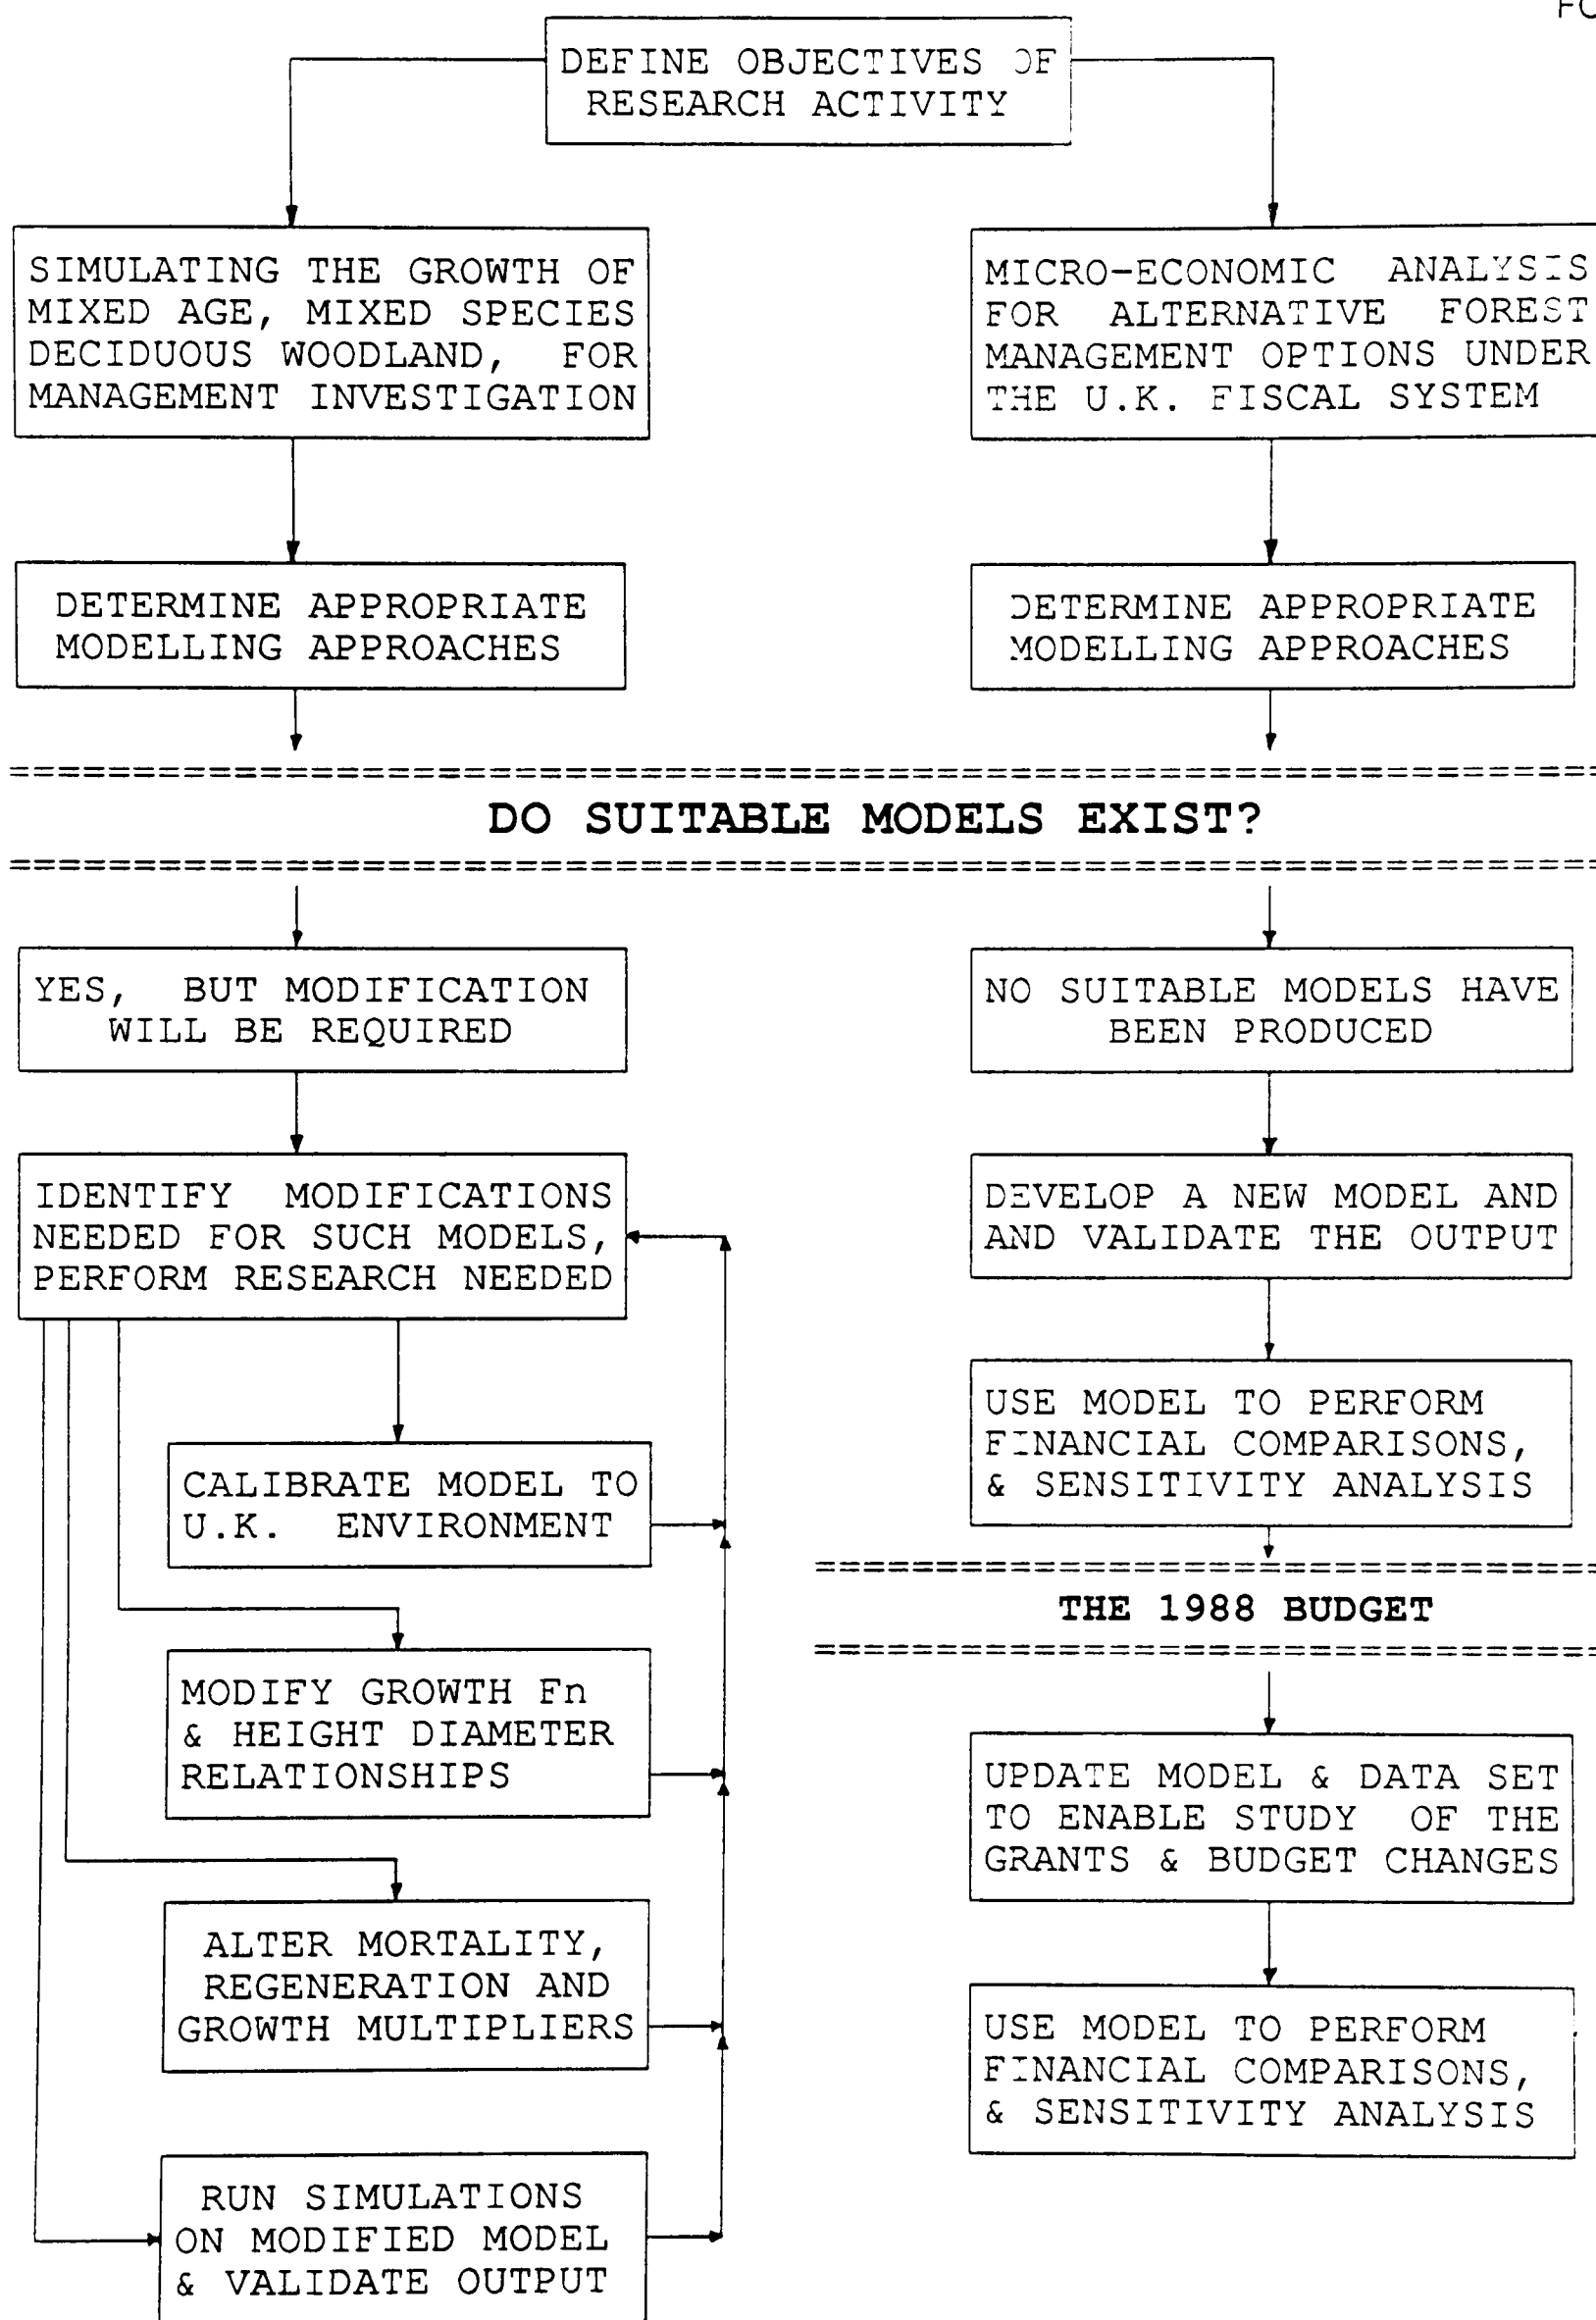 FO
DEFINE OBJECTIVES OF
RESEARCH ACTIVITY
SIMULATING THE GROWTH OF
MIXED AGE, MIXED SPECIES
DECIDUOUS WOODLAND, FOR
MANAGEMENT INVESTIGATION
MICRO-ECONOMIC ANALYSIS
FOR ALTERNATIVE FOREST
MANAGEMENT OPTIONS UNDER
THE U.K. FISCAL SYSTEM
DETERMINE APPROPRIATE
MODELLING APPROACHES
DETERMINE APPROPRIATE
MODELLING APPROACHES
DO SUITABLE MODELS EXIST?
YES, BUT MODIFICATION
WILL BE REQUIRED
NO SUITABLE MODELS HAVE
BEEN PRODUCED
IDENTIFY MODIFICATIONS
NEEDED FOR SUCH MODELS,
PERFORM RESEARCH NEEDED
DEVELOP A NEW MODEL AND
AND VALIDATE THE OUTPUT
USE MODEL TO PERFORM
FINANCIAL COMPARISONS,
& SENSITIVITY ANALYSIS
CALIBRATE MODEL TO
U.K. ENVIRONMENT
THE 1988 BUDGET
MODIFY GROWTH Fn
& HEIGHT DIAMETER
RELATIONSHIPS
UPDATE MODEL & DATA SET
TO ENABLE STUDY OF THE
GRANTS & BUDGET CHANGES
ALTER MORTALITY,
REGENERATION AND
GROWTH MULTIPLIERS
USE MODEL TO PERFORM
FINANCIAL COMPARISONS,
& SENSITIVITY ANALYSIS
RUN SIMULATIONS
ON MODIFIED MODEL
& VALIDATE OUTPUT